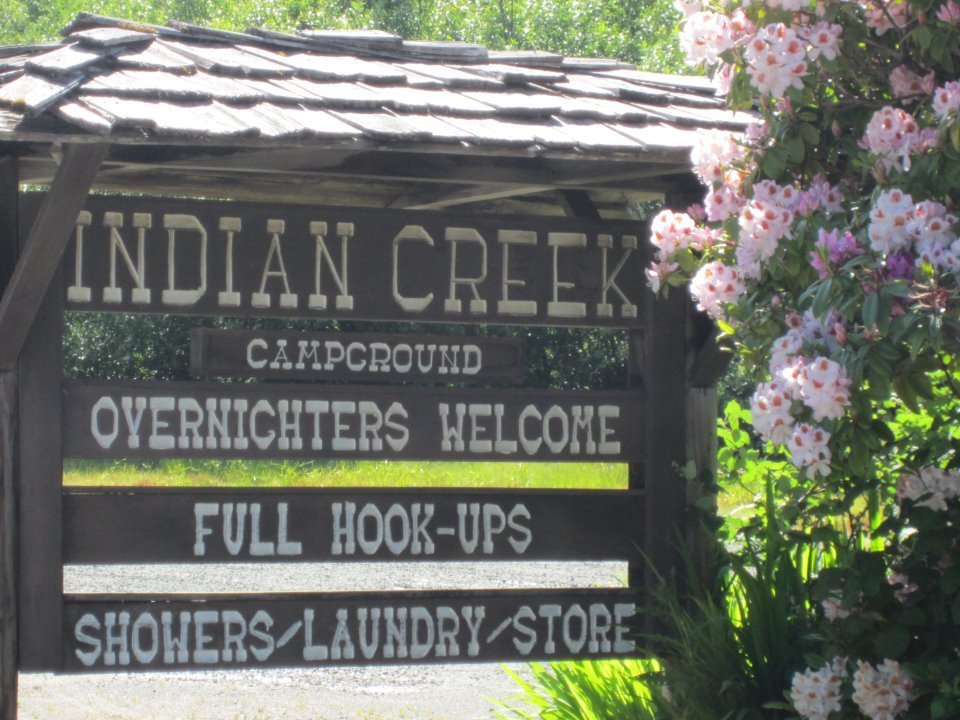 INDIAN CREEK
CAMPGROUND
OVERNIGHTERS WELCOME
FULL HOOK-UPS
SHOWERS/LAUNDRY/STORE